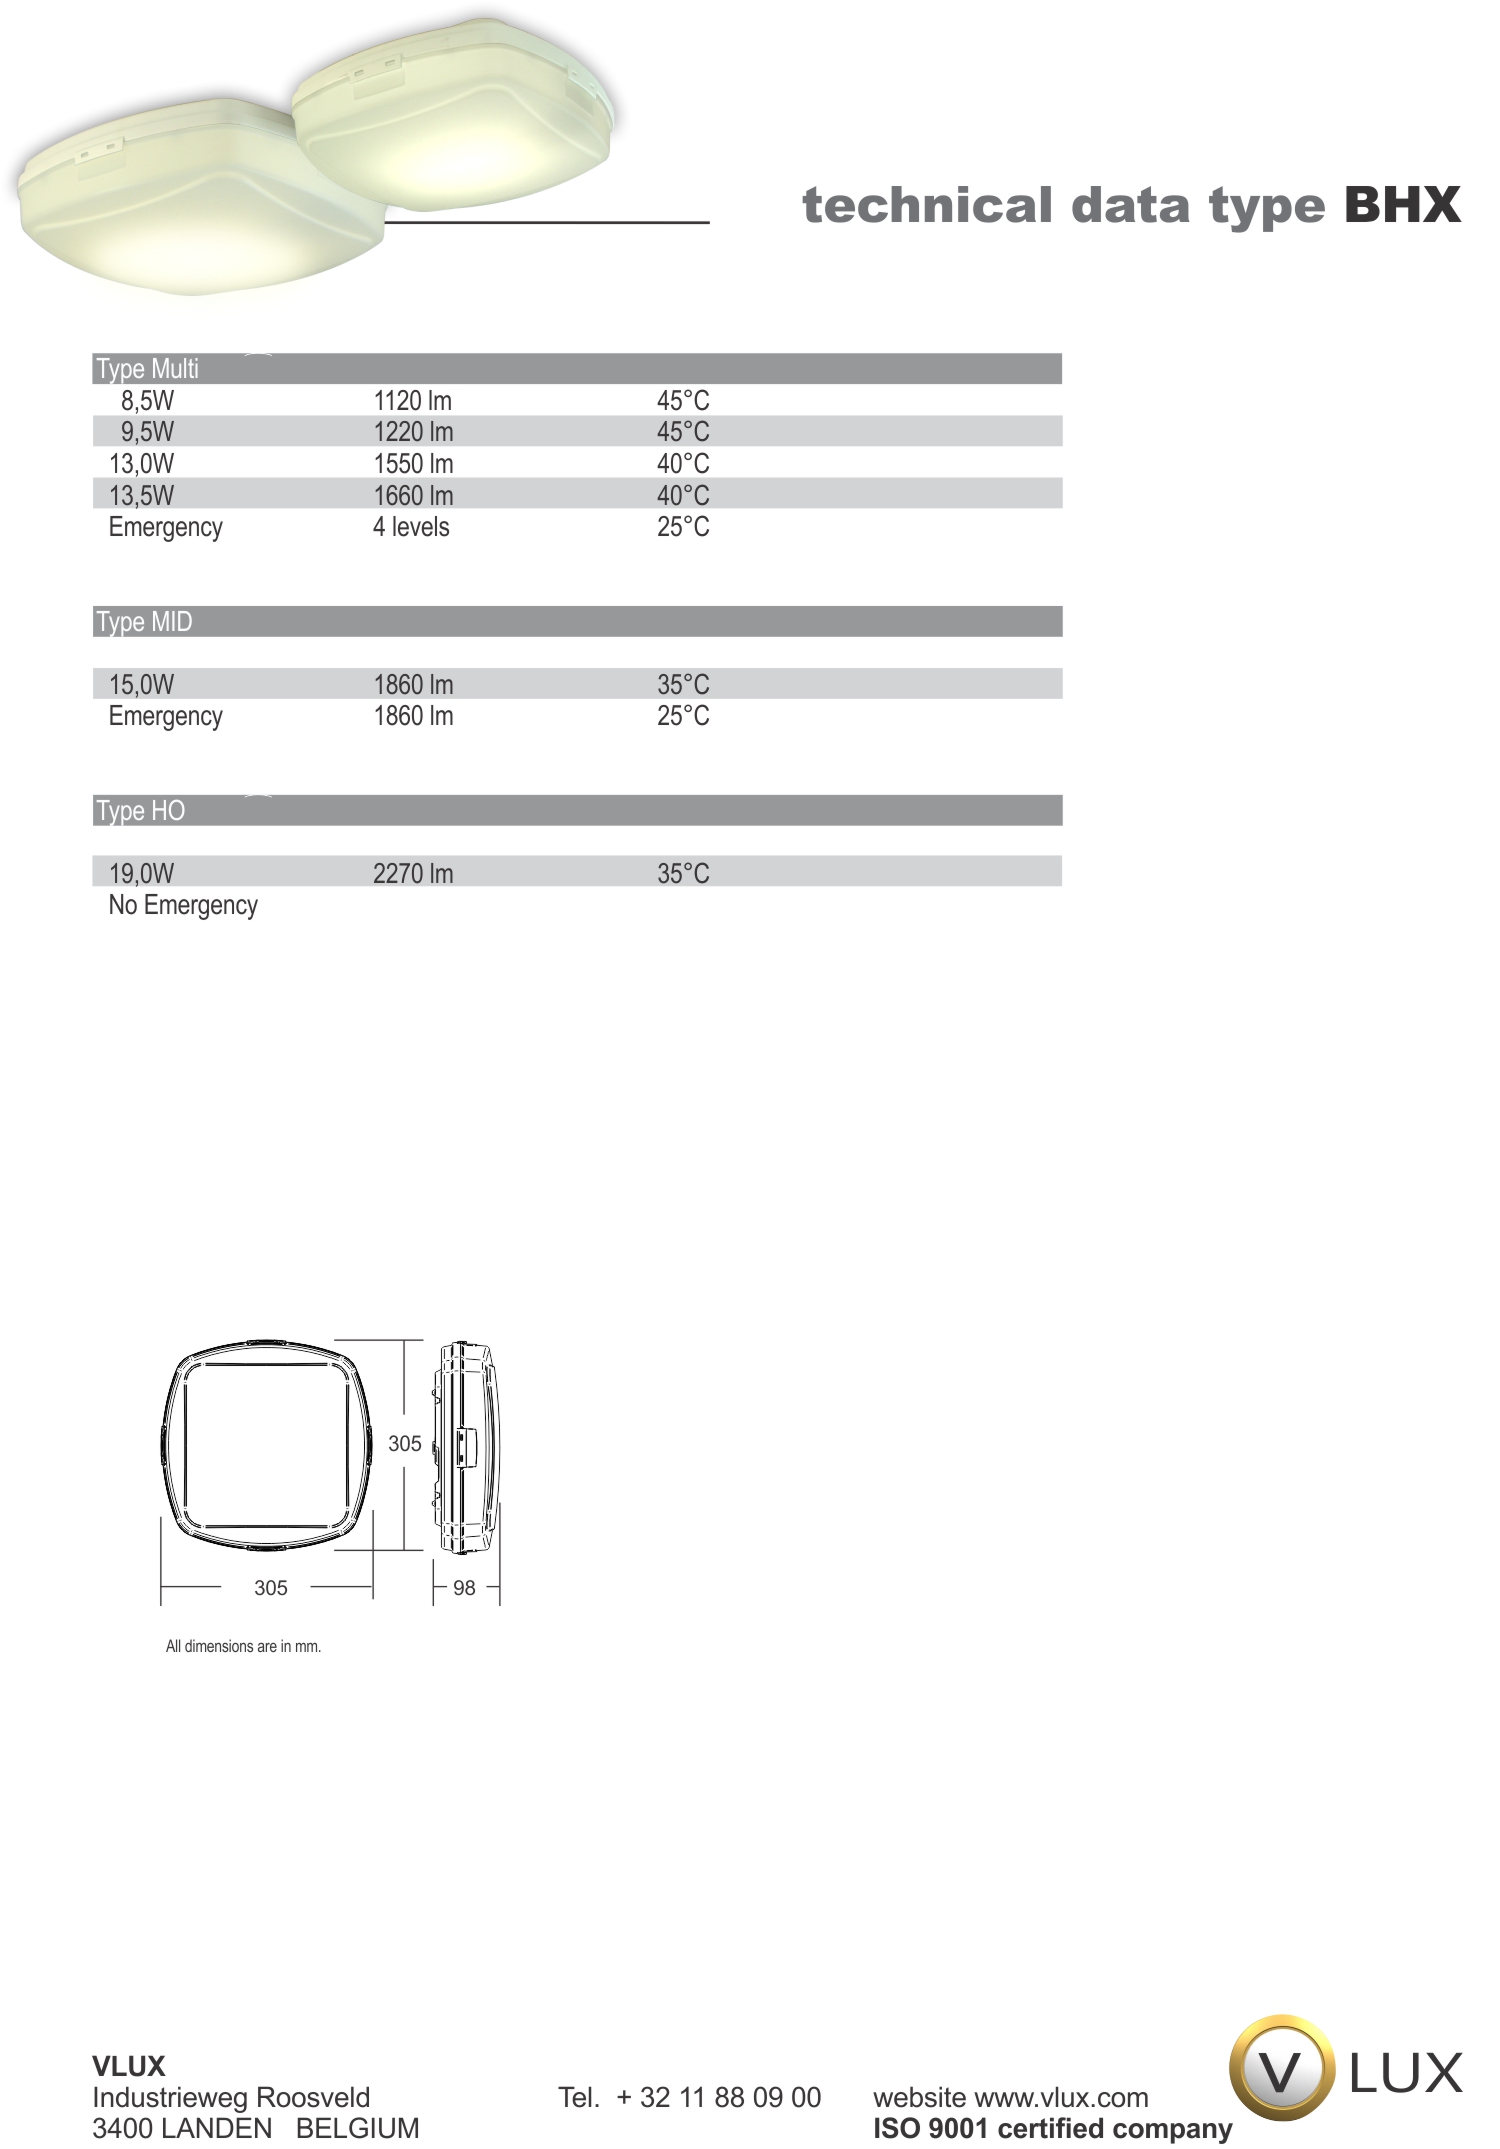 technical data type BHX
Type Multi
8,5W 1120 lm 45°C
9,5W 1220 lm 45°C
13,0W 1550 lm 40°C
13,5W 1660 lm 40°C
Emergency 4 levels 25°C
Type MID
15,0W 1860 lm 35°C
Emergency 1860 lm 25°C
Type HO
19,0W 2270 lm 35°C
No Emergency
305
305 98
All dimensions are in mm.
VLUX
Industrieweg Roosveld Tel. + 32 11 88 09 00 website www.vlux.com
3400 LANDEN BELGIUM ISO 9001 certified company
V LUX